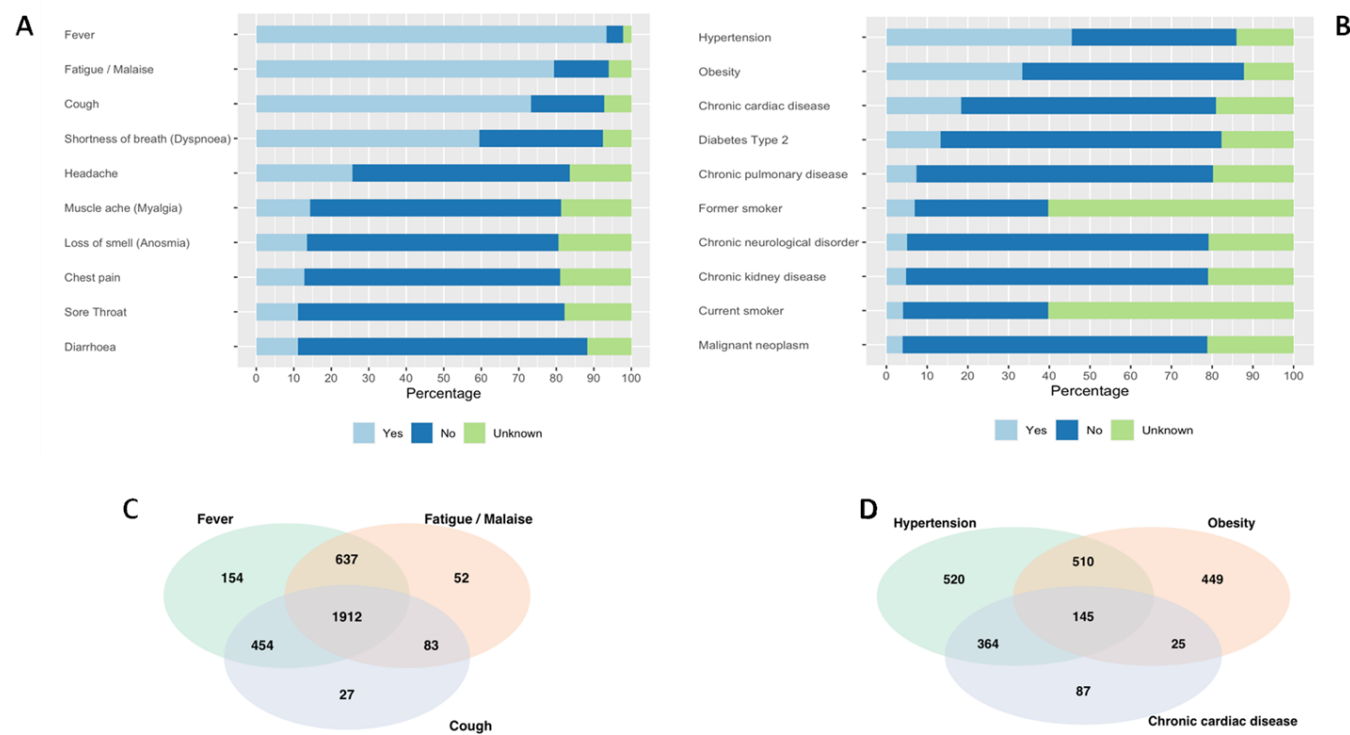 A
Fever
Fatigue / Malaise
Cough
Shortness of breath (Dyspnoea)
Headache
Muscle ache (Myalgia)
Loss of smell (Anosmia)
Chest pain
Sore Throat
Diarrhoea
0 10 20 30 40 50 60 70 80 90 100
Percentage
Yes No Unknown
B
Hypertension
Obesity
Chronic cardiac disease
Diabetes Type 2
Chronic pulmonary disease
Former smoker
Chronic neurological disorder
Chronic kidney disease
Current smoker
Malignant neoplasm
0 10 20 30 40 50 60 70 80 90 100
Percentage
Yes No Unknown
C
Fever Fatigue / Malaise
637
154 52
1912
454 83
27
Cough
D
Hypertension Obesity
510
520 449
145
364 25
87
Chronic cardiac disease